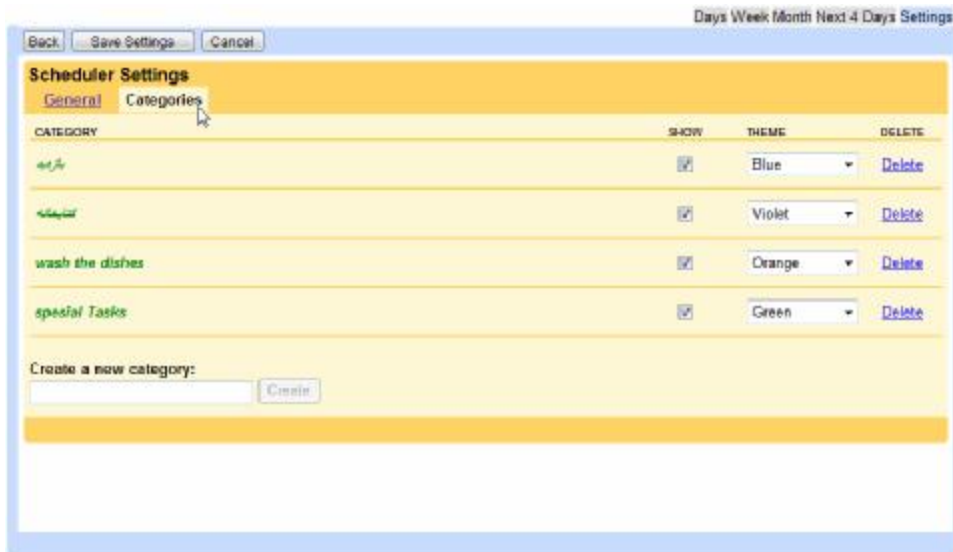 Days Week Month Next 4 Days Settings
Back Save Settings Cancel
Scheduler Settings
General Categories
CATEGORY SHOW THEME DELETE
Blue Delete
Violet Delete
wash the dishes Orange Delete
spesial Tasks Green Delete
Create a new category:
Create